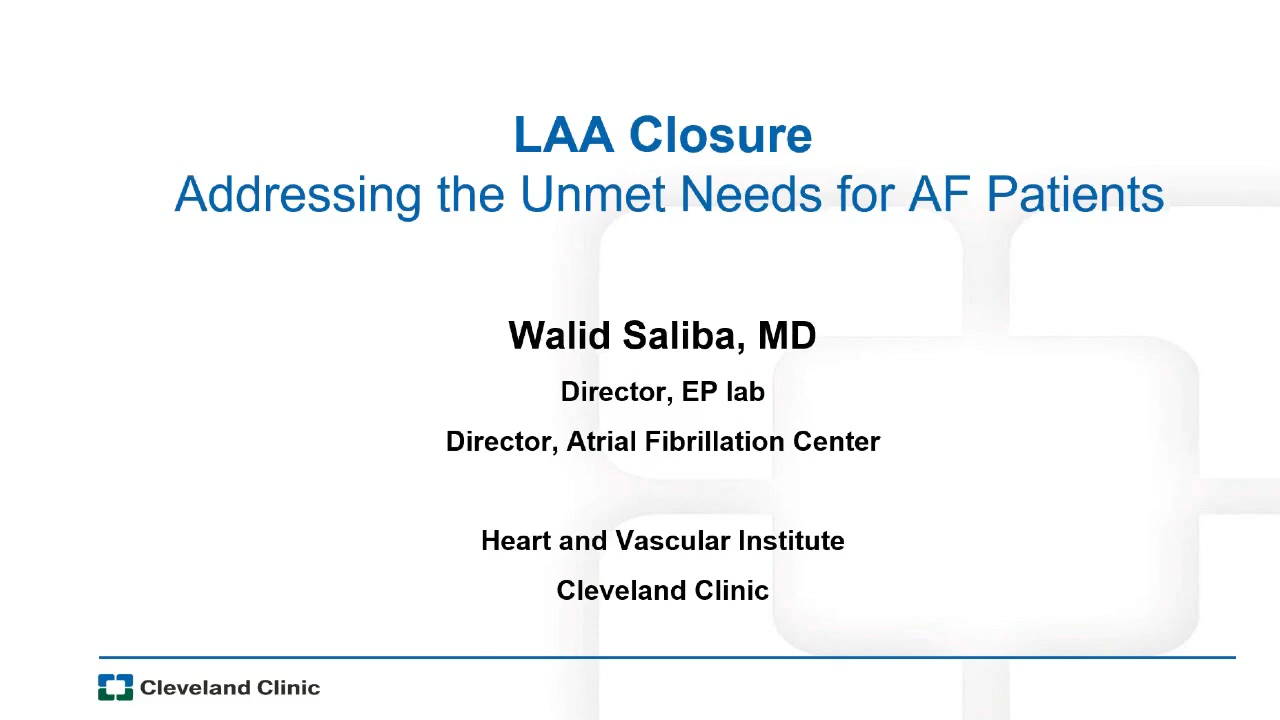 LAA Closure
Addressing the Unmet Needs for AF Patients
Walid Saliba, MD
Director, EP lab
Director, Atrial Fibrillation Center
Heart and Vascular Institute
Cleveland Clinic
Cleveland Clinic